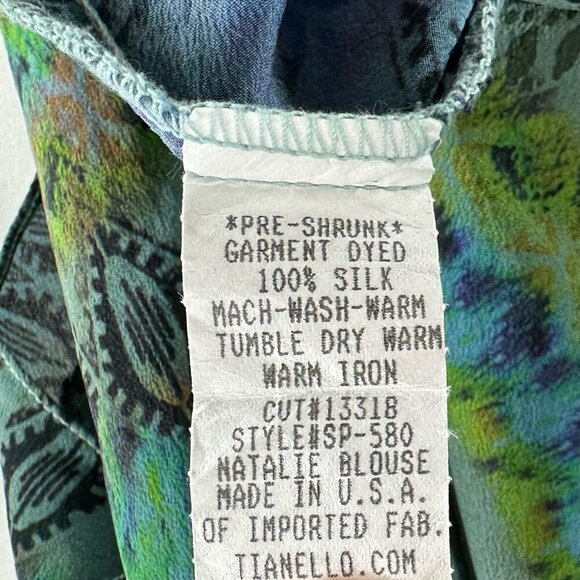 *PRE-SHRUNK*
GARMENT DYED
100% SILK
MACH-WASH-WARM
TUMBLE DRY WARM
WARM IRON
CUT#13318
STYLE#SP-580
NATALIE BLOUSE
MADE IN U.S.A.
OF IMPORTED FAB.
TIANELLO.COM